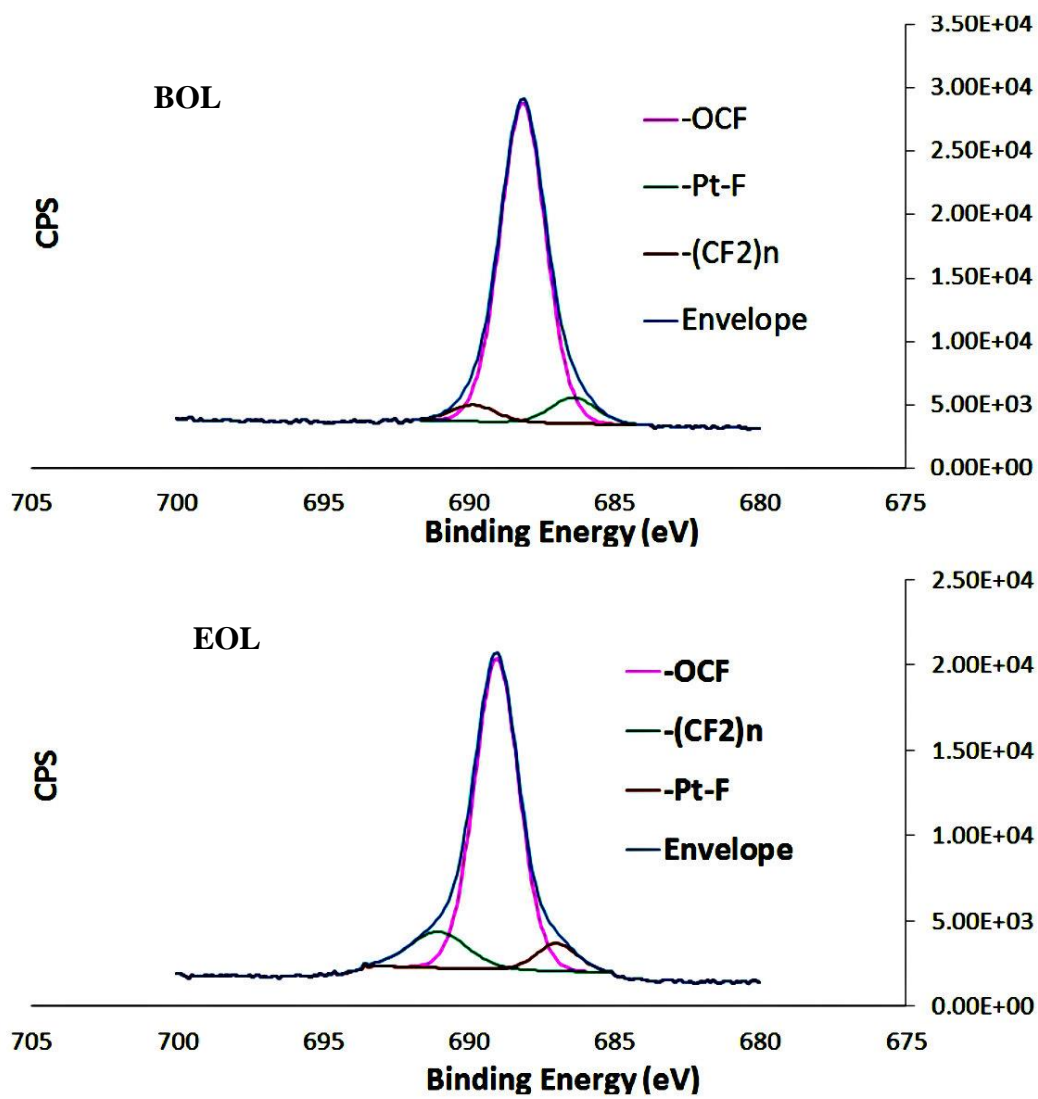 3.50E+04
BOL
3.00E+04
-OCF
2.50E+04
-Pt-F
2.00E+04
CPS
-(CF2)n
1.50E+04
Envelope
1.00E+04
5.00E+03
0.00E+00
705 700 695 690 685 680 675
Binding Energy (eV)
2.50E+04
EOL
-OCF
2.00E+04
-(CF2)n
1.50E+04
CPS
-Pt-F
1.00E+04
Envelope
5.00E+03
0.00E+00
705 700 695 690 685 680 675
Binding Energy (eV)